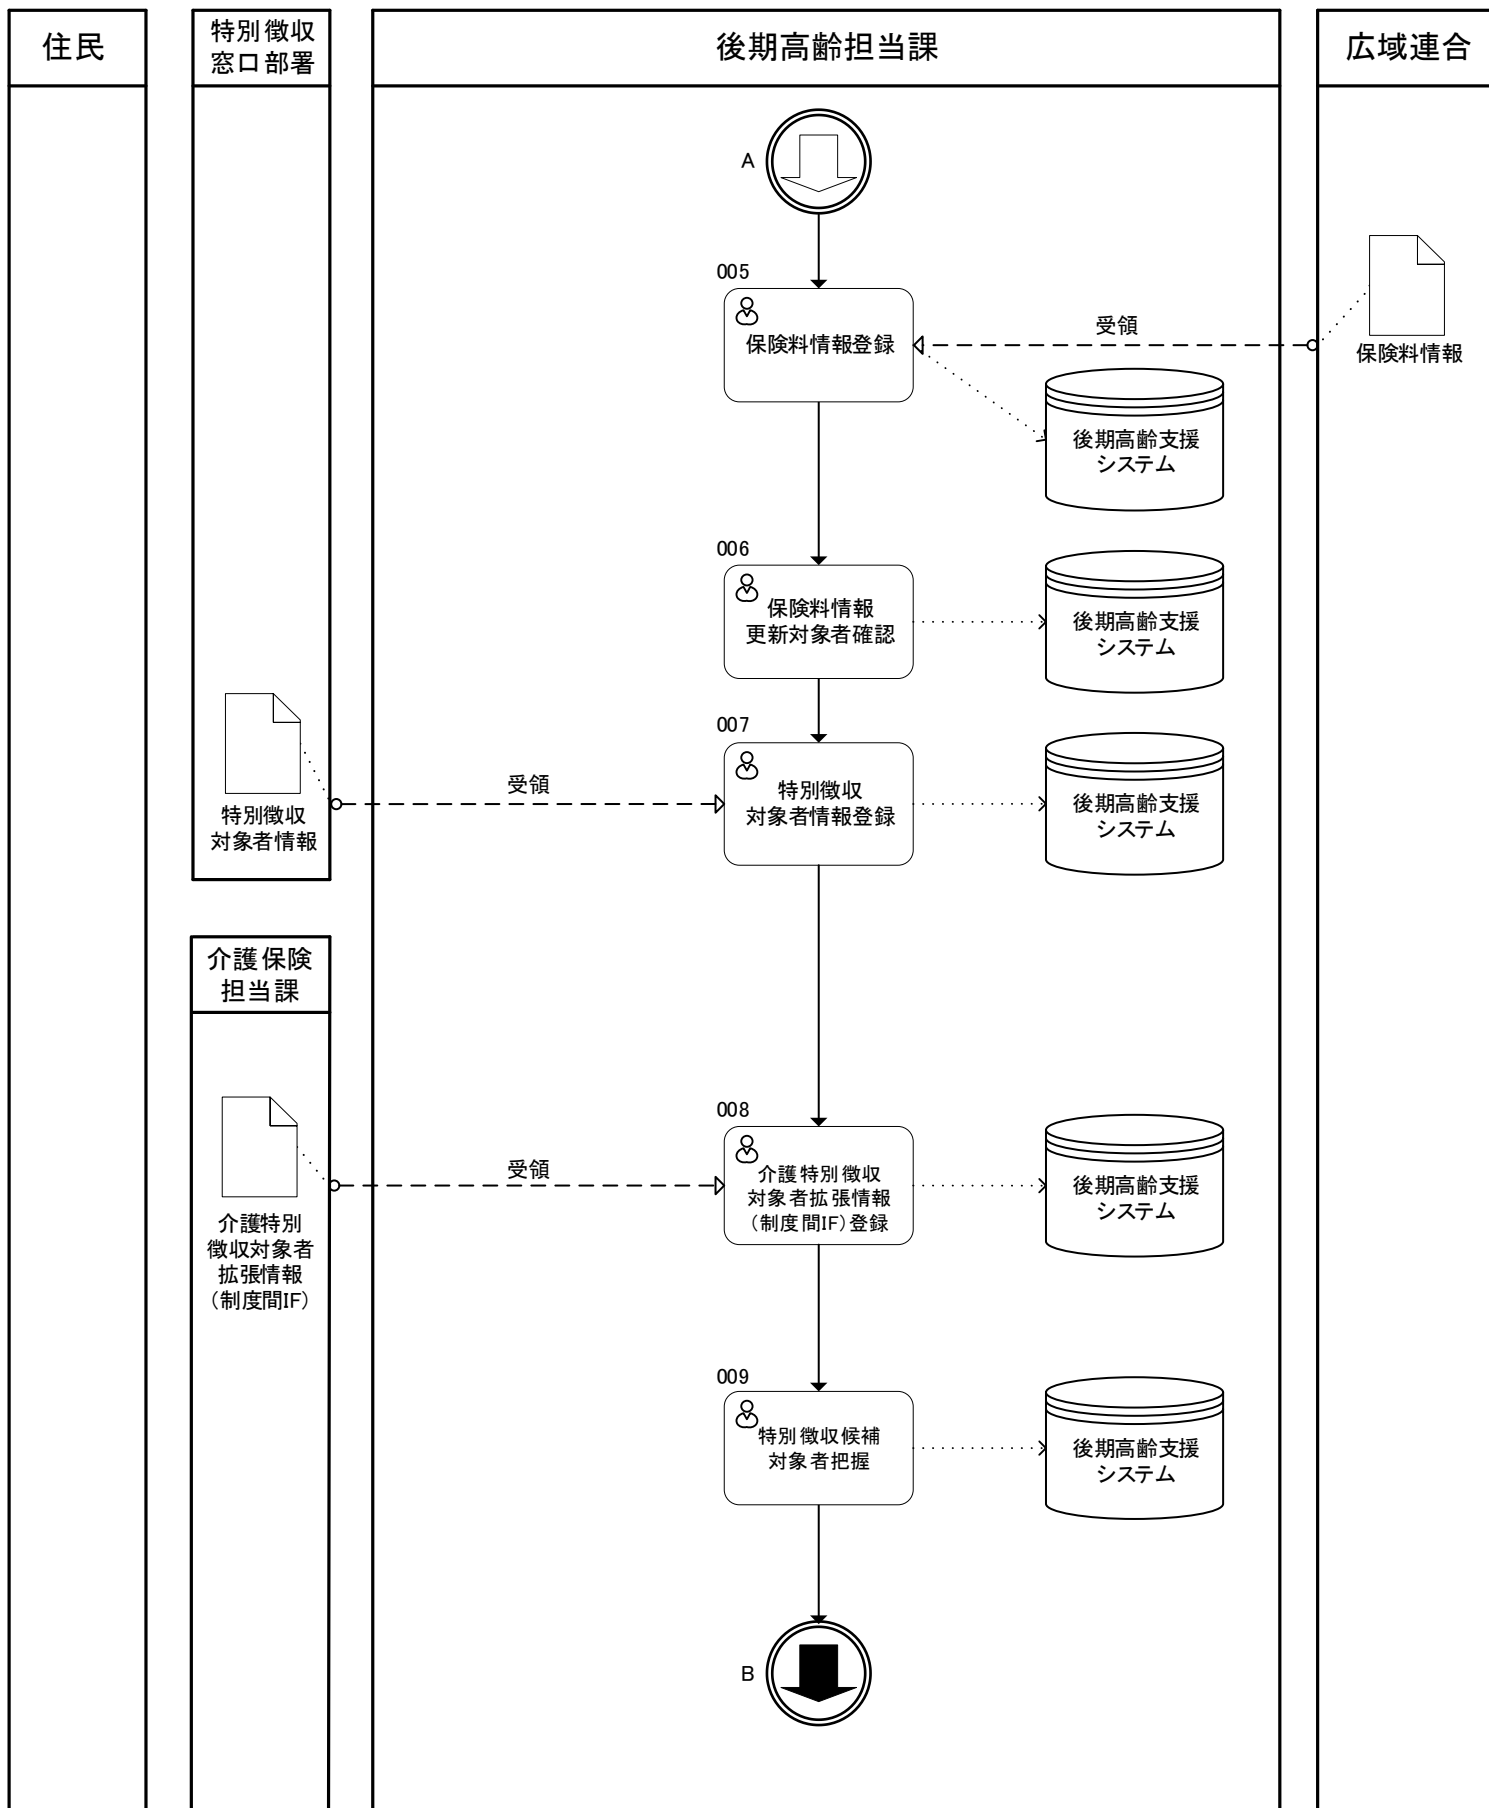 住民
特別徴収
窓口部署
後期高齢担当課
広域連合
A
005
保険料情報登録
受領
保険料情報
後期高齢支援
システム
006
保険料情報
更新対象者確認
後期高齢支援
システム
007
特別徴収
対象者情報登録
受領
特別徴収
対象者情報
後期高齢支援
システム
介護保険
担当課
008
介護特別徴収
対象者拡張情報
(制度間IF)登録
受領
介護特別
徴収対象者
拡張情報
(制度間IF)
後期高齢支援
システム
009
特別徴収候補
対象者把握
後期高齢支援
システム
B